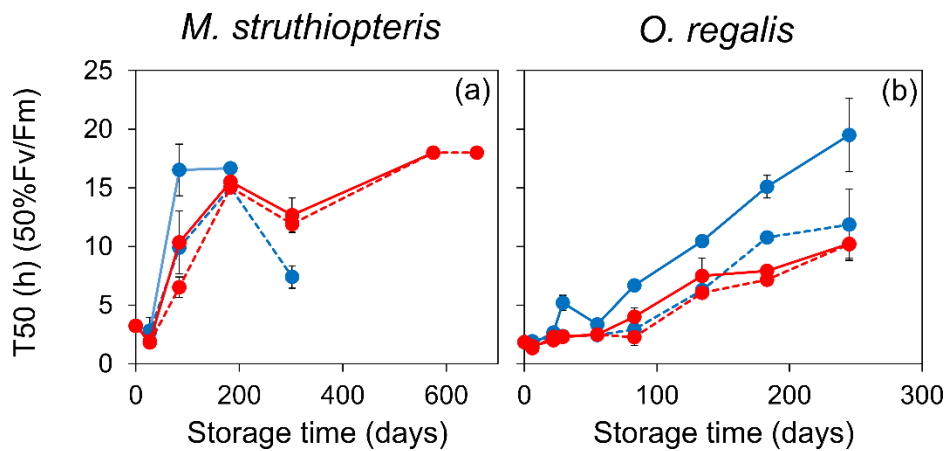 M. struthiopteris
O. regalis
T50 (h) (50%Fv/Fm)
25
20
15
10
5
0
(a)
(b)
0
200
400
600
0
100
200
300
Storage time (days)
Storage time (days)